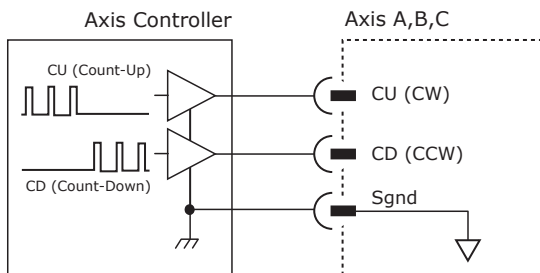 Axis Controller
Axis A,B,C
CU (Count-Up)
CU (CW)
CD (CCW)
CD (Count-Down)
Sgnd